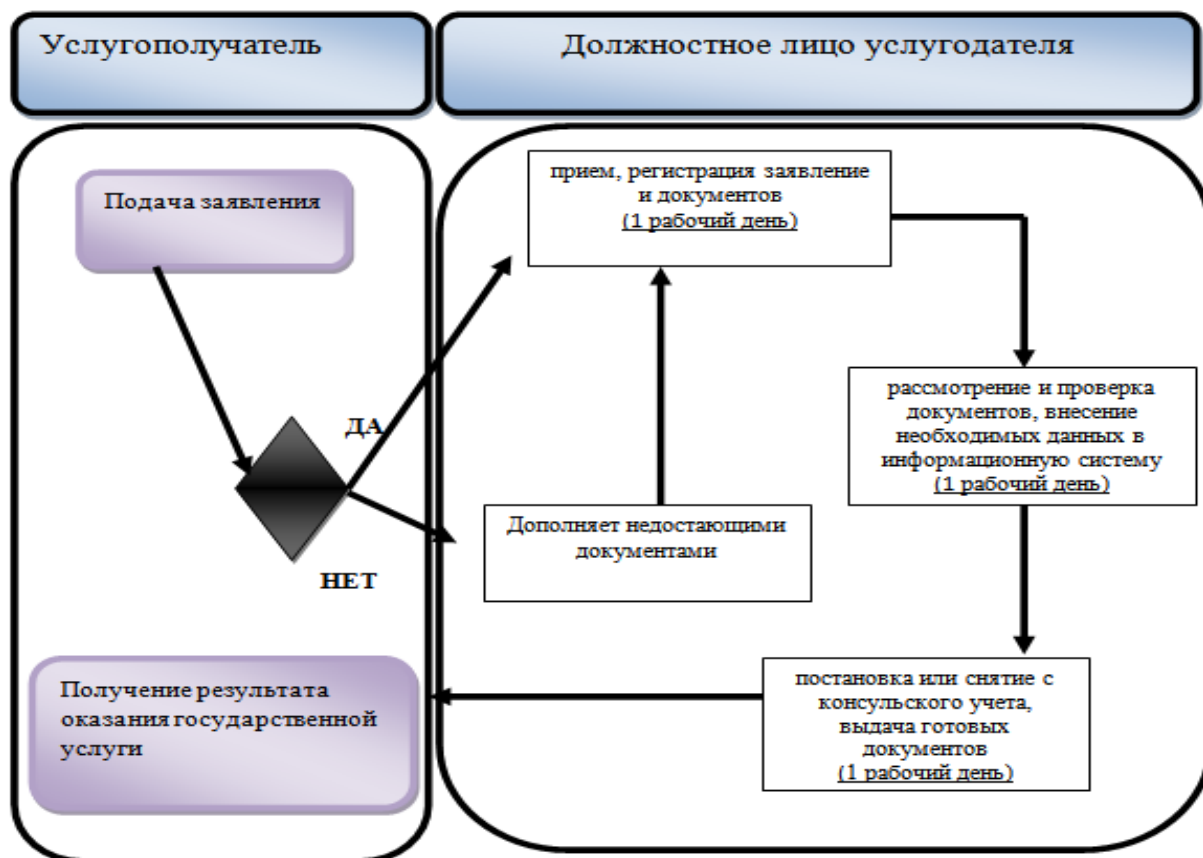 Услугополучатель
Должностное лицо услугодателя
Подача заявления
прием, регистрация заявление
и документов
(1 рабочий день)
рассмотрение и проверка
документов, внесение
необходимых данных в
информационную систему
(1 рабочий день)
ДА
НЕТ
Дополняет недостающими
документами
постановка или снятие с
консульского учета,
выдача готовых
документов
(1 рабочий день)
Получение результата
оказания государственной
услуги